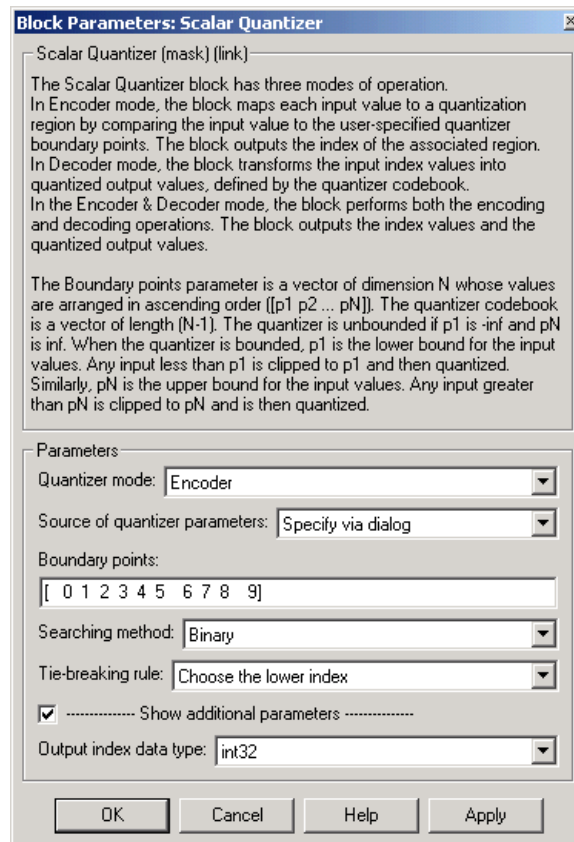 Block Parameters: Scalar Quantizer
Scalar Quantizer (mask) (link)
The Scalar Quantizer block has three modes of operation.
In Encoder mode, the block maps each input value to a quantization
region by comparing the input value to the user-specified quantizer
boundary points. The block outputs the index of the associated region.
In Decoder mode, the block transforms the input index values into
quantized output values, defined by the quantizer codebook.
In the Encoder & Decoder mode, the block performs both the encoding
and decoding operations. The block outputs the index values and the
quantized output values.
The Boundary points parameter is a vector of dimension N whose values
are arranged in ascending order ([p1 p2 ... pN]). The quantizer codebook
is a vector of length (N-1). The quantizer is unbounded if p1 is -inf and pN
is inf. When the quantizer is bounded, p1 is the lower bound for the input
values. Any input less than p1 is clipped to p1 and then quantized.
Similarly, pN is the upper bound for the input values. Any input greater
than pN is clipped to pN and is then quantized.
Parameters
Quantizer mode: Encoder
Source of quantizer parameters: Specify via dialog
Boundary points:
[ 0 1 2 3 4 5 6 7 8 9]
Searching method: Binary
Tie-breaking rule: Choose the lower index
-------------- Show additional parameters --------------
Output index data type: int32
OK Cancel Help Apply